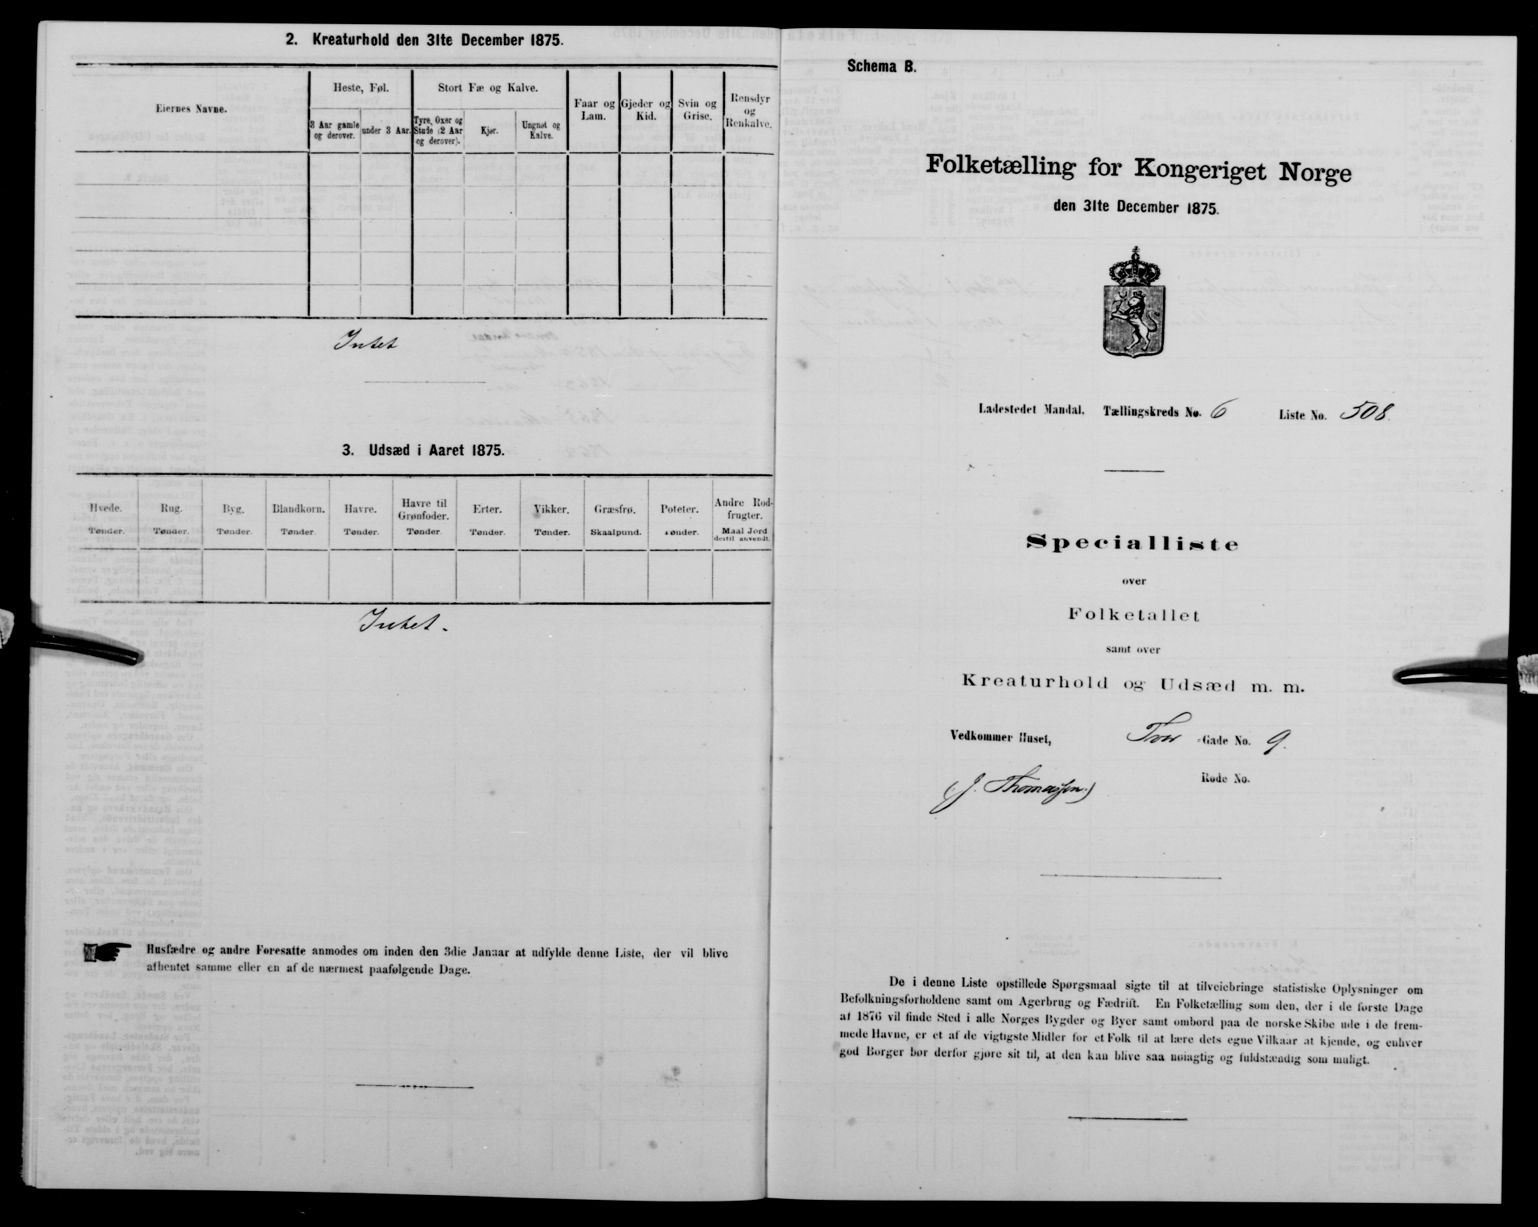 2. Kreaturhold den 31te December 1875.
Eiernes Navne.
Heste, Føl.
Stort Fæ og Kalve.
Faar og Lam.
Gjeder og Kid.
Svin og Grise.
Rensdyr og Renkalve.
3 Aar gamle og derover.
under 3 Aar.
Tyre, Oxer og Stude (2 Aar og derover).
Kjør.
Ungnøt og Kalve.
Intet
3. Udsæd i Aaret 1875.
Hvede. Rug. Byg. Blandkorn. Havre. Havre til Grønfoder. Erter. Vikker. Græsfrø. Poteter. Andre Rodfrugter.
Tønder. Tønder. Tønder. Tønder. Tønder. Tønder. Tønder. Tønder. Skaalpund. Tønder. Maal Jord dertil anvendt.
Intet.
Husfædre og andre Foresatte anmodes om inden den 3die Januar at udfylde denne Liste, der vil blive
afhentet samme eller en af de nærmest paafølgende Dage.
Schema B.
Folketælling for Kongeriget Norge
den 31te December 1875.
Ladestedet Mandal. Tællingskreds No. 6 Liste No. 508.
Specialliste
over
Folketallet
samt over
Kreaturhold og Udsæd m. m.
Vedkommer Huset, -Gade No. 9.
(J. Thomassen.) Rode No.
De i denne Liste opstillede Spørgsmaal sigte til at tilveiebringe statistiske Oplysninger om
Befolkningsforholdene samt om Agerbrug og Fædrift. En Folketælling som den, der i de første Dage
af 1876 vil finde Sted i alle Norges Bygder og Byer samt ombord paa de norske Skibe ude i de frem-
mede Havne, er et af de vigtigste Midler for et Folk til at lære dets egne Vilkaar at kjende, og enhver
god Borger bør derfor gjøre sit til, at den kan blive saa nøiagtig og fuldstændig som muligt.